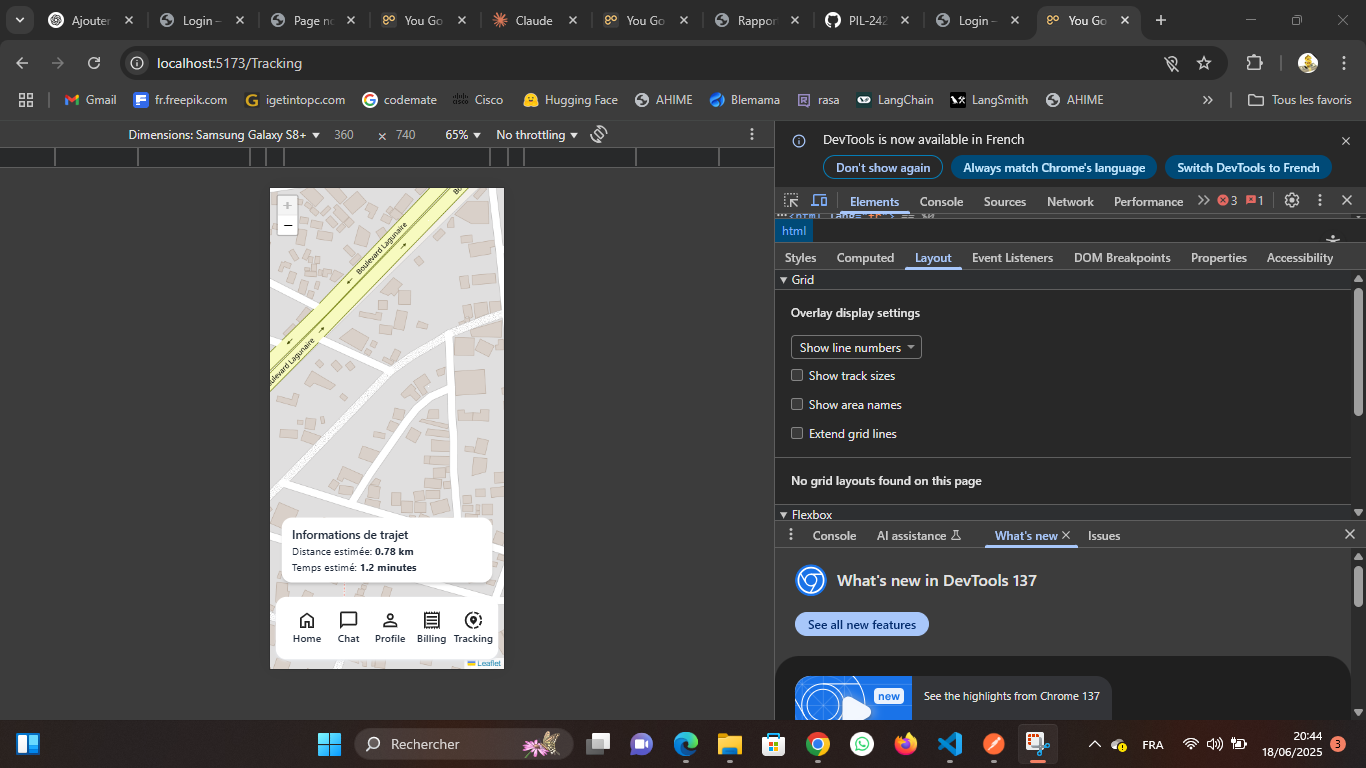 Ajouter
Login –
Page no
You Go
Claude
You Go
Rappor
PIL-242
Login –
You Go
localhost:5173/Tracking
Gmail
fr.freepik.com
igetintopc.com
codemate
Cisco
Hugging Face
AHIME
Blemama
rasa
LangChain
LangSmith
AHIME
»
Tous les favoris
Dimensions: Samsung Galaxy S8+
360
×
740
65%
No throttling
DevTools is now available in French
Don't show again
Always match Chrome's language
Switch DevTools to French
Elements
Console
Sources
Network
Performance
3
1
html
Styles
Computed
Layout
Event Listeners
DOM Breakpoints
Properties
Accessibility
Grid
Overlay display settings
Show line numbers
Show track sizes
Show area names
Extend grid lines
No grid layouts found on this page
Flexbox
Console
AI assistance
What's new
Issues
What's new in DevTools 137
See all new features
new
See the highlights from Chrome 137
+
−
Boulevard Lagunaire
Informations de trajet
Distance estimée: 0.78 km
Temps estimé: 1.2 minutes
Home
Chat
Profile
Billing
Tracking
Leaflet
Rechercher
FRA
20:44
18/06/2025
3